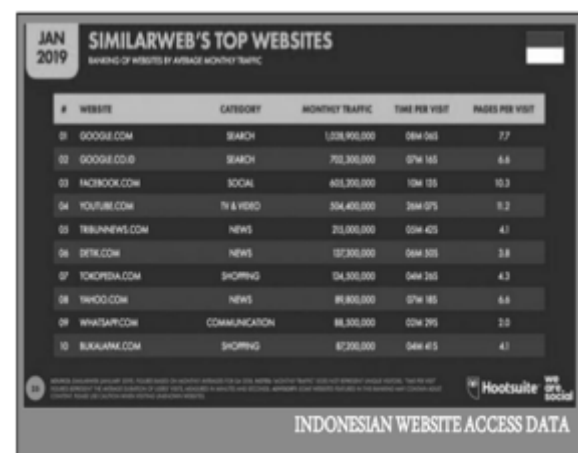 JAN
2019
SIMILARWEB'S TOP WEBSITES
RANKING OF WEBSITES BY AVERAGE MONTHLY TRAFFIC
# WEBSITE CATEGORY MONTHLY TRAFFIC TIME PER VISIT PAGES PER VISIT
01 GOOGLE.COM SEARCH 1,028,900,000 08M 06S 7.7
02 GOOGLE.CO.ID SEARCH 702,300,000 07M 16S 6.6
03 FACEBOOK.COM SOCIAL 605,200,000 10M 13S 10.3
04 YOUTUBE.COM TV & VIDEO 504,400,000 26M 07S 11.2
05 TRIBUNNEWS.COM NEWS 215,000,000 05M 42S 4.1
06 DETIK.COM NEWS 137,300,000 06M 50S 3.8
07 TOKOPEDIA.COM SHOPPING 134,500,000 04M 26S 4.3
08 YAHOO.COM NEWS 89,800,000 07M 18S 6.6
09 WHATSAPP.COM COMMUNICATION 88,500,000 02M 29S 2.0
10 BUKALAPAK.COM SHOPPING 87,200,000 04M 41S 4.1
Hootsuite
we are social
INDONESIAN WEBSITE ACCESS DATA